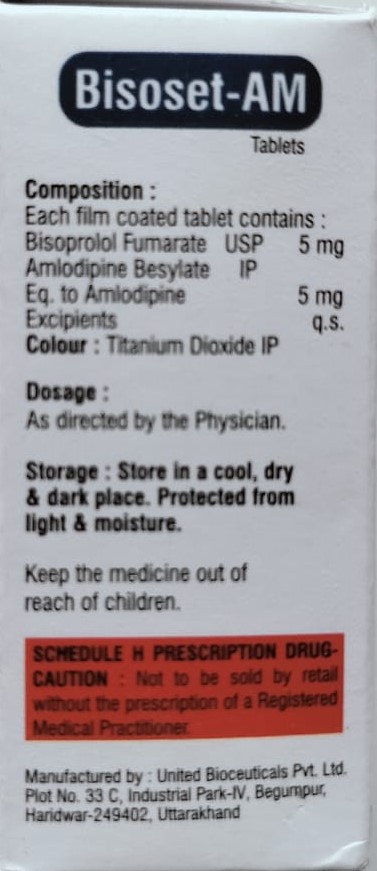 Bisoset-AM
Tablets
Composition :
Each film coated tablet contains :
Bisoprolol Fumarate USP 5 mg
Amlodipine Besylate IP
Eq. to Amlodipine 5 mg
Excipients q.s.
Colour : Titanium Dioxide IP
Dosage :
As directed by the Physician.
Storage : Store in a cool, dry
& dark place. Protected from
light & moisture.
Keep the medicine out of
reach of children.
SCHEDULE H PRESCRIPTION DRUG-
CAUTION : Not to be sold by retail
without the prescription of a Registered
Medical Practitioner.
Manufactured by : United Bioceuticals Pvt. Ltd.
Plot No. 33 C, Industrial Park-IV, Begumpur,
Haridwar-249402, Uttarakhand